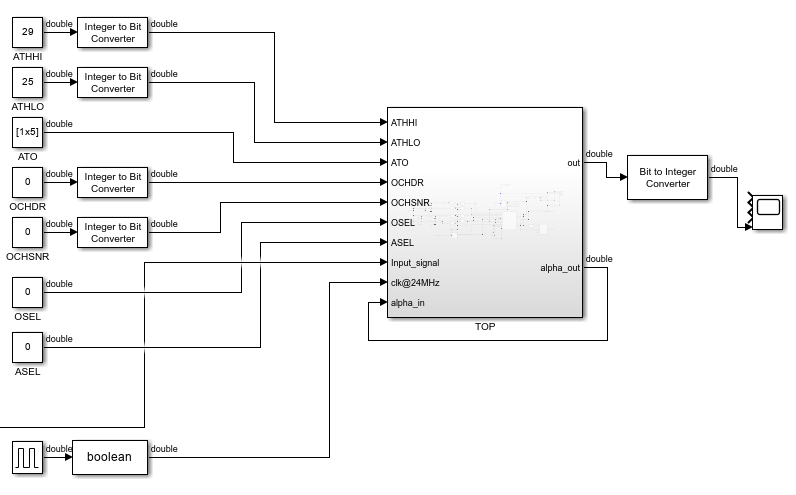 29
double
Integer to Bit
Converter
double
ATHHI
25
double
Integer to Bit
Converter
double
ATHLO
[1x5]
double
ATO
0
double
Integer to Bit
Converter
double
OCHDR
0
double
Integer to Bit
Converter
double
OCHSNR
0
double
OSEL
0
double
ASEL
double
boolean
double
ATHHI
ATHLO
ATO
OCHDR
OCHSNR
OSEL
ASEL
Input_signal
clk@24MHz
alpha_in
out
alpha_out
TOP
double
double
Bit to Integer
Converter
double